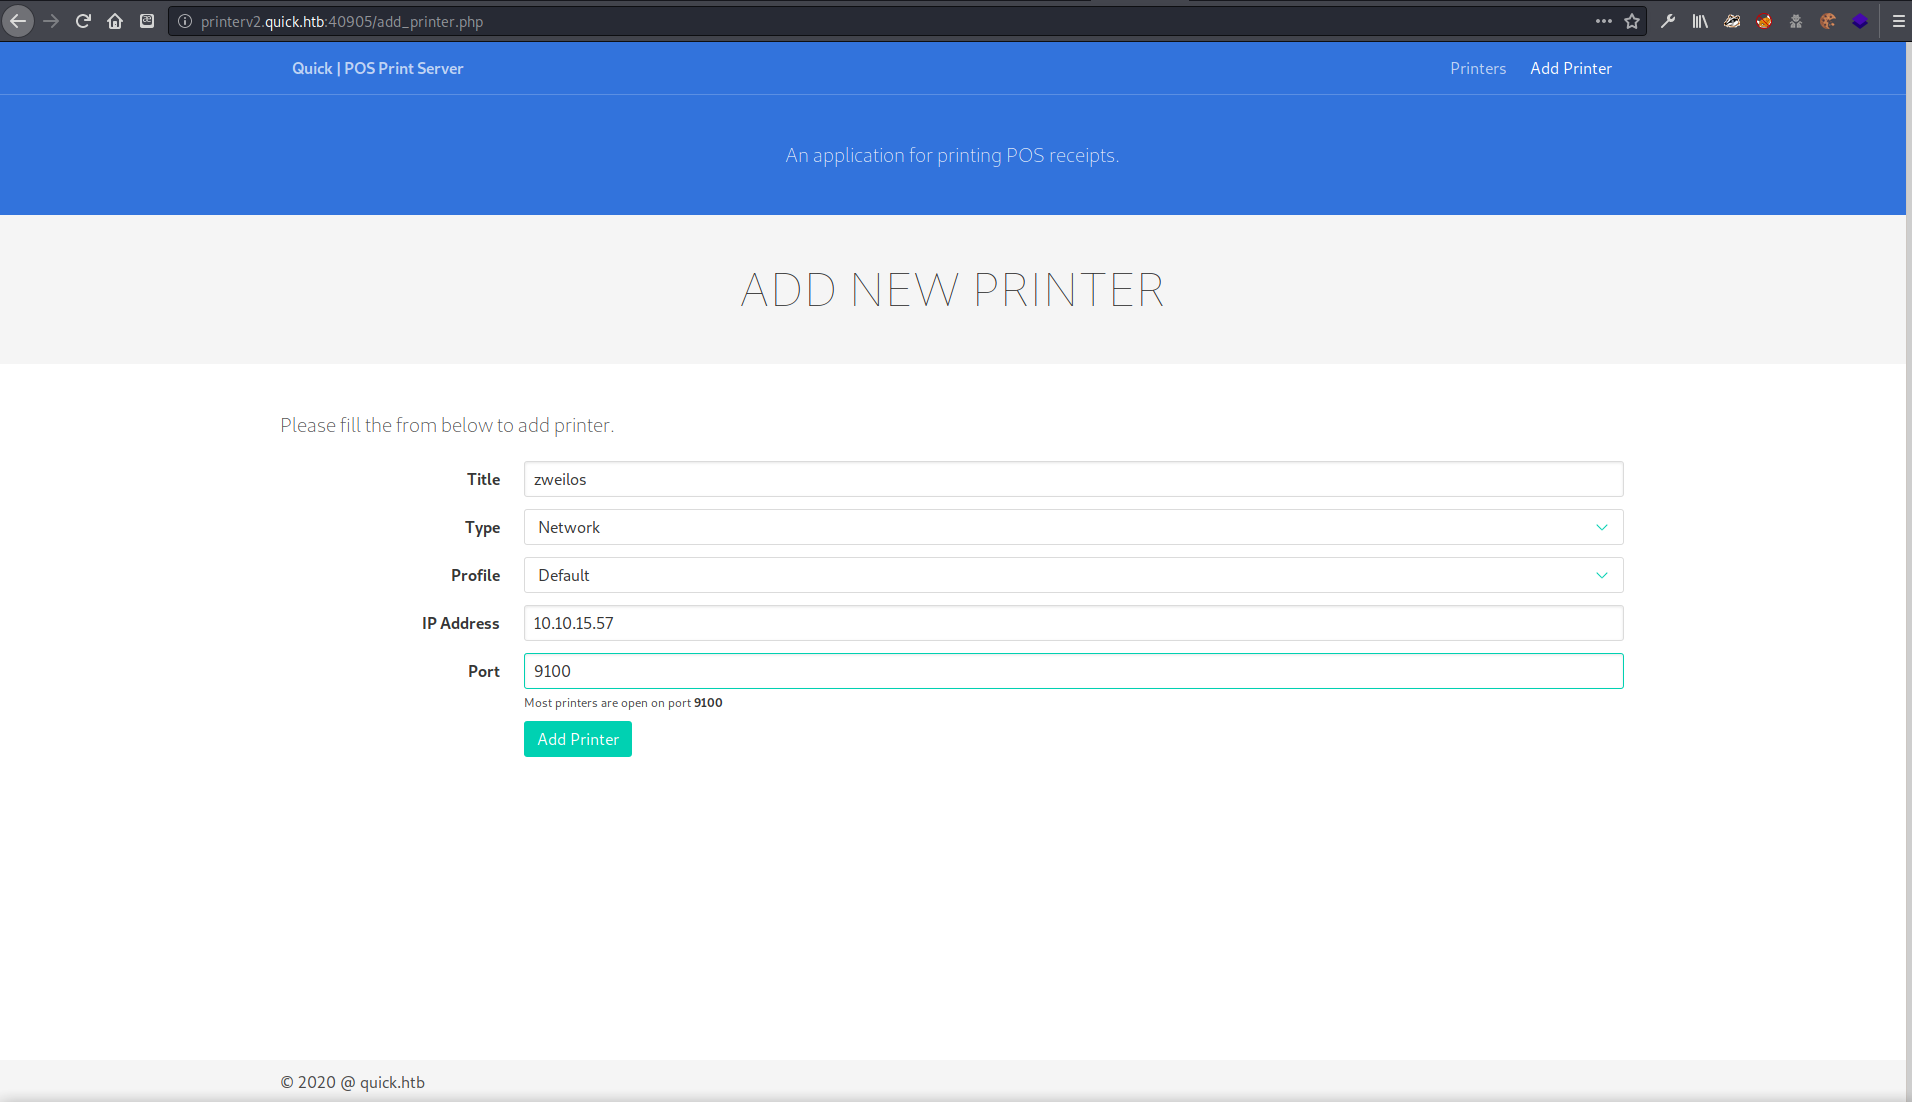 printerv2.quick.htb:40905/add_printer.php
Quick | POS Print Server
Printers
Add Printer
An application for printing POS receipts.
ADD NEW PRINTER
Please fill the from below to add printer.
Title
zweilos
Type
Network
Profile
Default
IP Address
10.10.15.57
Port
9100
Most printers are open on port 9100
Add Printer
© 2020 @ quick.htb